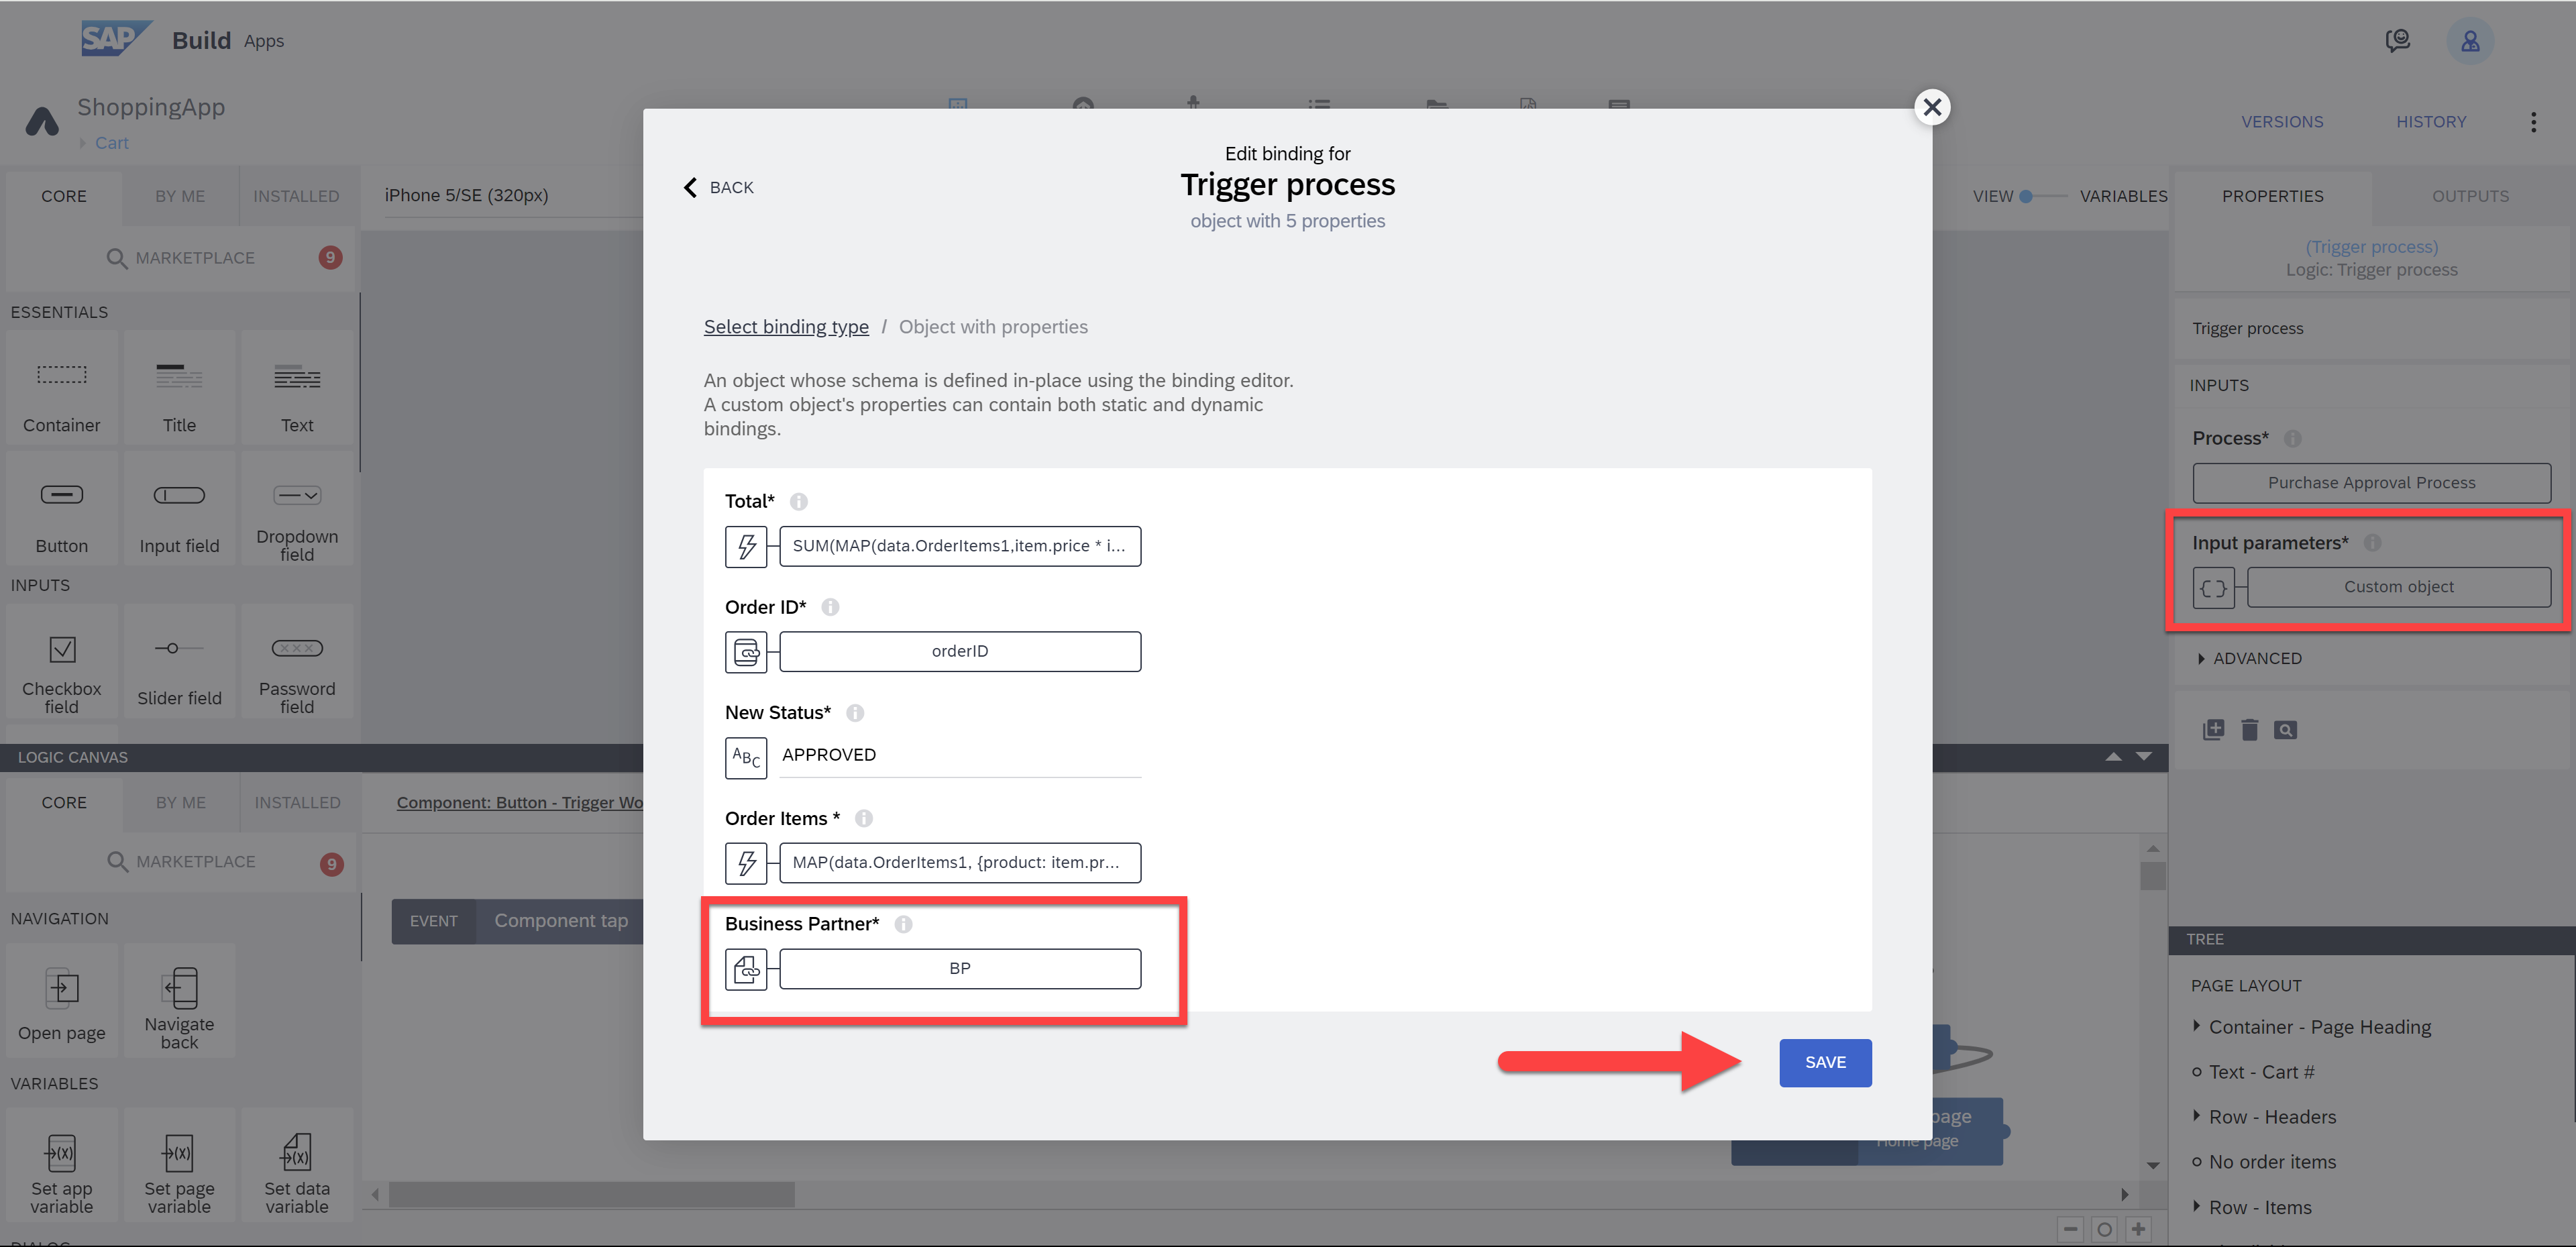 SAP Build Apps
ShoppingApp
Cart
VERSIONS
HISTORY
CORE
BY ME
INSTALLED
iPhone 5/SE (320px)
VIEW
VARIABLES
PROPERTIES
OUTPUTS
MARKETPLACE
9
ESSENTIALS
Container
Title
Text
Button
Input field
Dropdown
field
INPUTS
Checkbox
field
Slider field
Password
field
LOGIC CANVAS
CORE
BY ME
INSTALLED
Component: Button - Trigger Wo
MARKETPLACE
9
NAVIGATION
EVENT
Component tap
Open page
Navigate
back
VARIABLES
Set app
variable
Set page
variable
Set data
variable
Edit binding for
Trigger process
BACK
object with 5 properties
Select binding type / Object with properties
An object whose schema is defined in-place using the binding editor.
A custom object's properties can contain both static and dynamic
bindings.
Total*
SUM(MAP(data.OrderItems1,item.price * i...
Order ID*
orderID
New Status*
ABC
APPROVED
Order Items *
MAP(data.OrderItems1, {product: item.pr...
Business Partner*
BP
SAVE
page
Home page
(Trigger process)
Logic: Trigger process
Trigger process
INPUTS
Process*
Purchase Approval Process
Input parameters*
Custom object
ADVANCED
TREE
PAGE LAYOUT
Container - Page Heading
Text - Cart #
Row - Headers
No order items
Row - Items